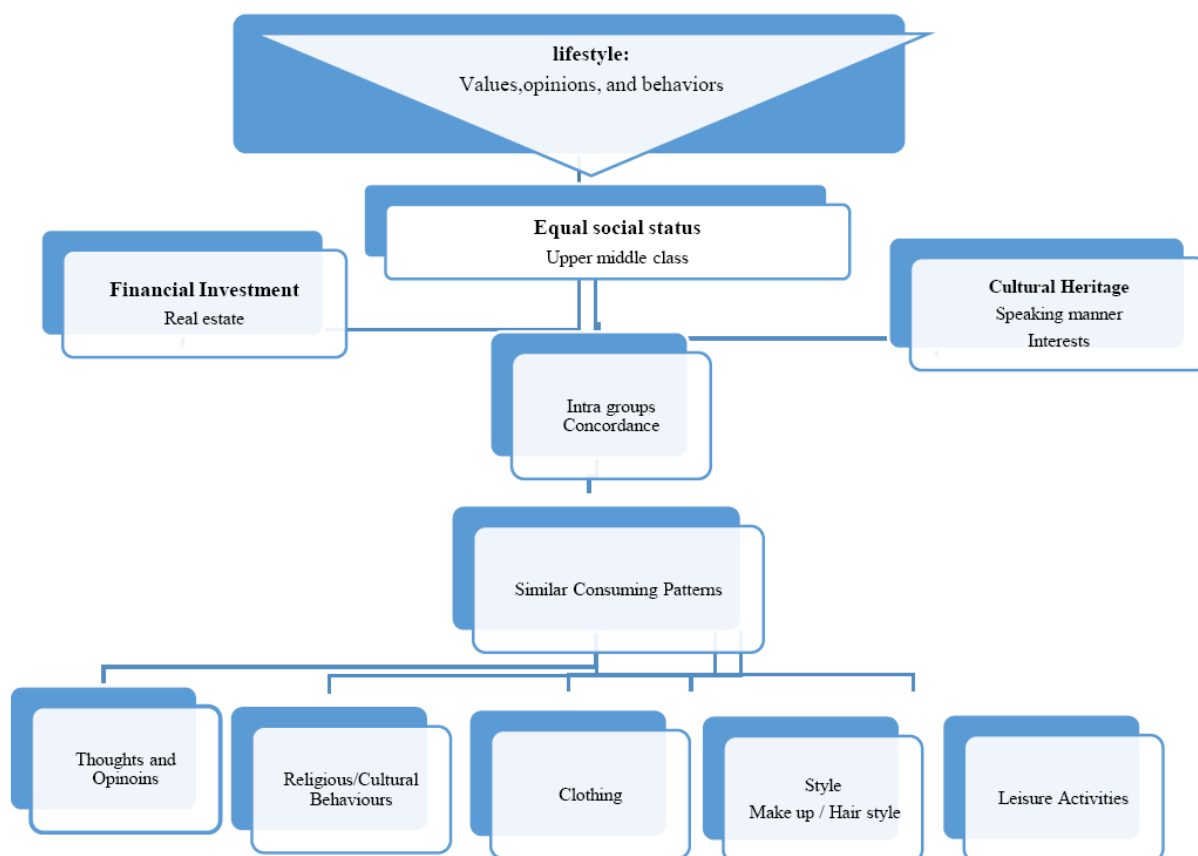 lifestyle:
Values,opinions, and behaviors
Equal social status
Upper middle class
Financial Investment
Real estate
Cultural Heritage
Speaking manner
Interests
Intra groups
Concordance
Similar Consuming Patterns
Thoughts and
Opinoins
Religious/Cultural
Behaviours
Clothing
Style
Make up / Hair style
Leisure Activities